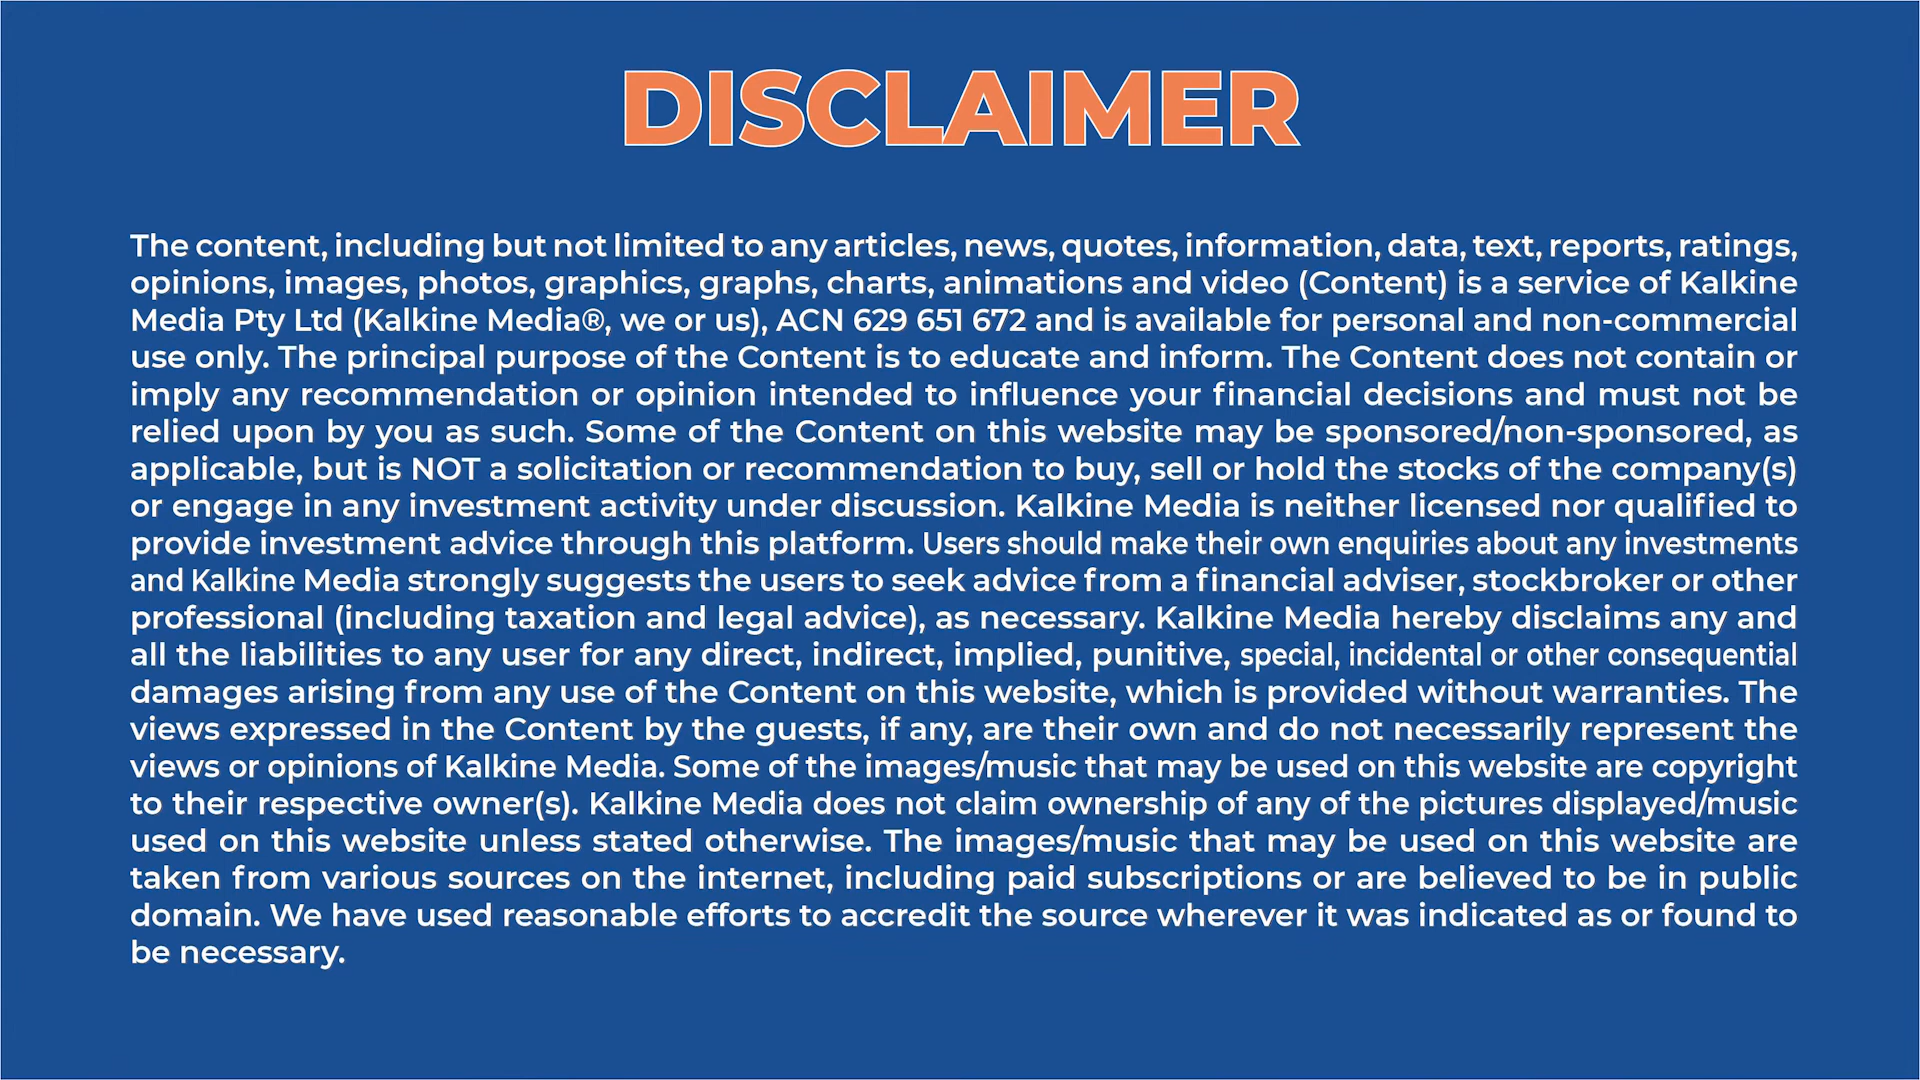 DISCLAIMER
The content, including but not limited to any articles, news, quotes, information, data, text, reports, ratings,
opinions, images, photos, graphics, graphs, charts, animations and video (Content) is a service of Kalkine
Media Pty Ltd (Kalkine Media®, we or us), ACN 629 651 672 and is available for personal and non-commercial
use only. The principal purpose of the Content is to educate and inform. The Content does not contain or
imply any recommendation or opinion intended to influence your financial decisions and must not be
relied upon by you as such. Some of the Content on this website may be sponsored/non-sponsored, as
applicable, but is NOT a solicitation or recommendation to buy, sell or hold the stocks of the company(s)
or engage in any investment activity under discussion. Kalkine Media is neither licensed nor qualified to
provide investment advice through this platform. Users should make their own enquiries about any investments
and Kalkine Media strongly suggests the users to seek advice from a financial adviser, stockbroker or other
professional (including taxation and legal advice), as necessary. Kalkine Media hereby disclaims any and
all the liabilities to any user for any direct, indirect, implied, punitive, special, incidental or other consequential
damages arising from any use of the Content on this website, which is provided without warranties. The
views expressed in the Content by the guests, if any, are their own and do not necessarily represent the
views or opinions of Kalkine Media. Some of the images/music that may be used on this website are copyright
to their respective owner(s). Kalkine Media does not claim ownership of any of the pictures displayed/music
used on this website unless stated otherwise. The images/music that may be used on this website are
taken from various sources on the internet, including paid subscriptions or are believed to be in public
domain. We have used reasonable efforts to accredit the source wherever it was indicated as or found to
be necessary.